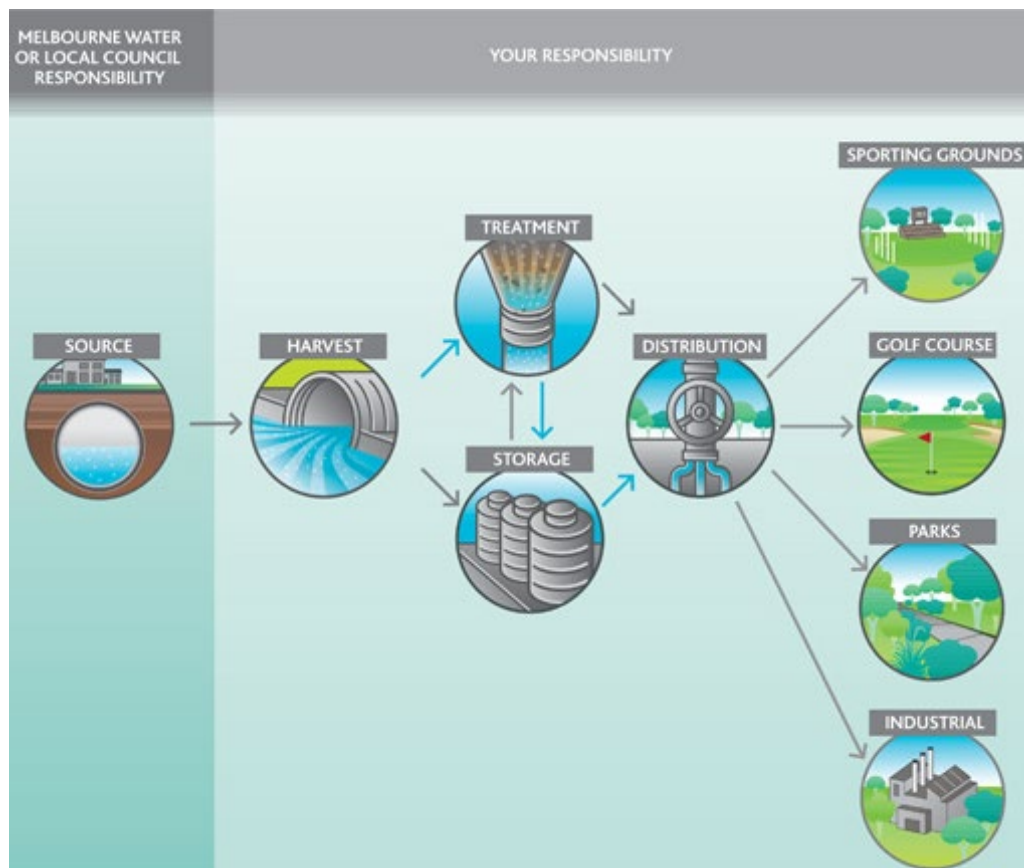 MELBOURNE WATER
OR LOCAL COUNCIL
RESPONSIBILITY
YOUR RESPONSIBILITY
SOURCE
HARVEST
TREATMENT
STORAGE
DISTRIBUTION
SPORTING GROUNDS
GOLF COURSE
PARKS
INDUSTRIAL